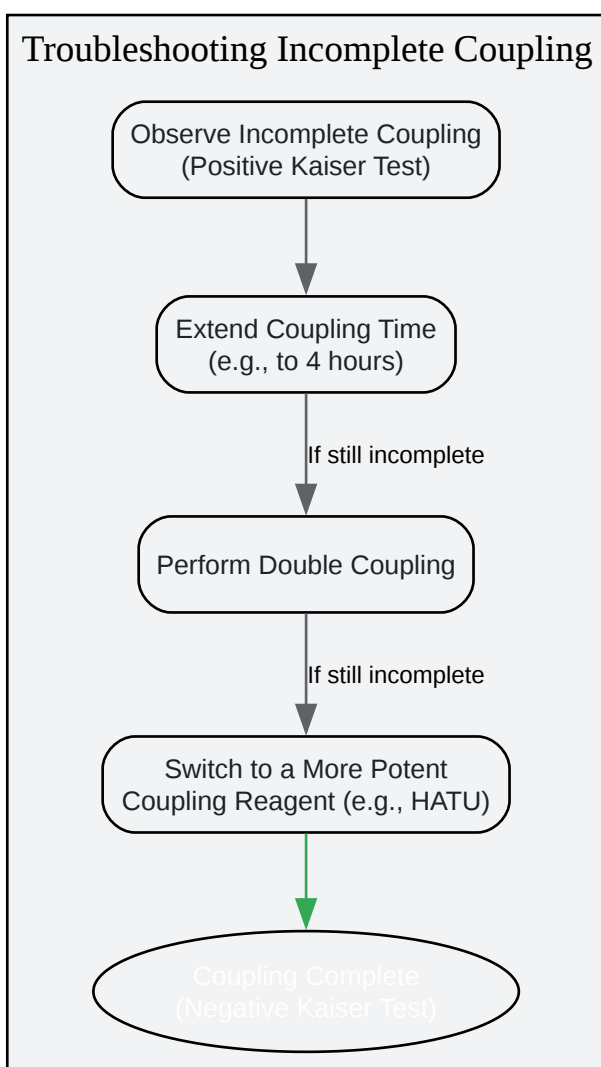 Troubleshooting Incomplete Coupling
Observe Incomplete Coupling
(Positive Kaiser Test)
Extend Coupling Time
(e.g., to 4 hours)
If still incomplete
Perform Double Coupling
If still incomplete
Switch to a More Potent
Coupling Reagent (e.g., HATU)
Coupling Complete
(Negative Kaiser Test)